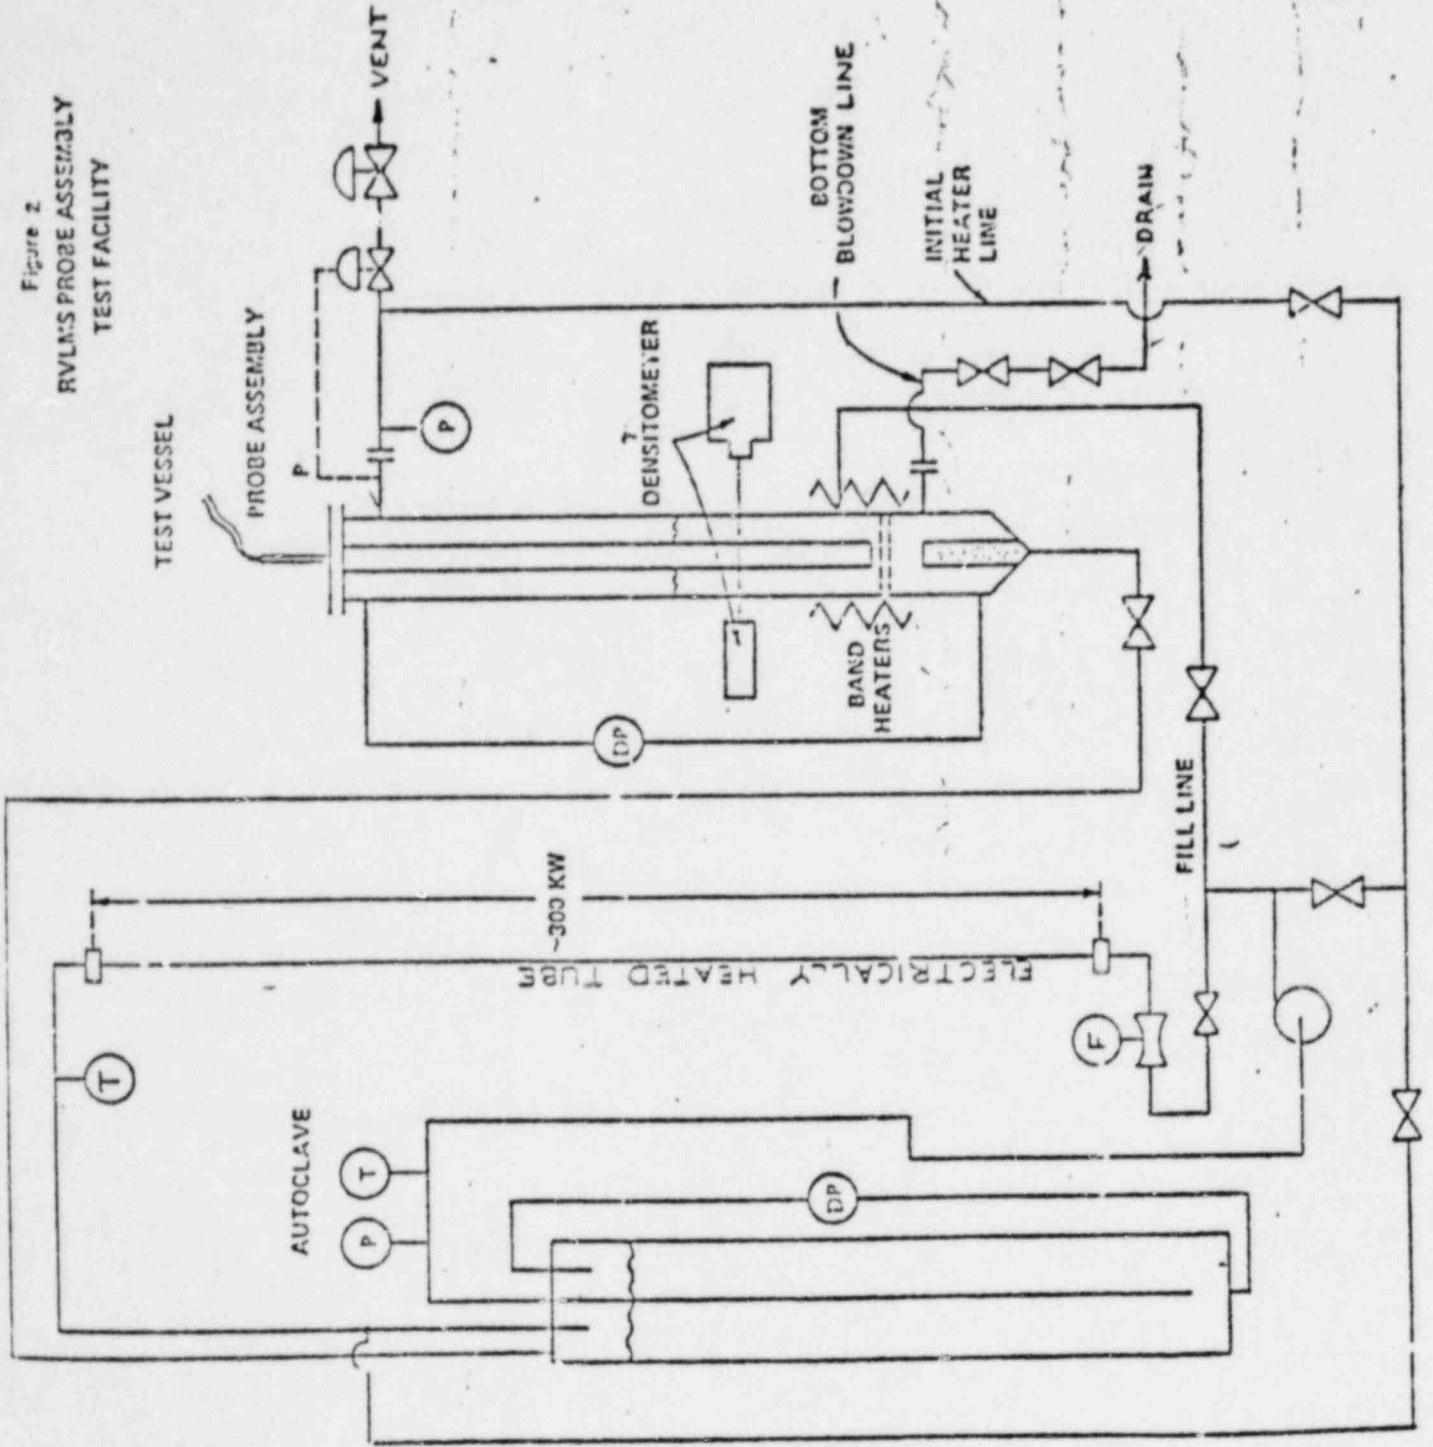 Figure 2
RVLMS PROBE ASSEMBLY
TEST FACILITY
VENT
TEST VESSEL
PROBE ASSEMBLY
P
P
DENSITOMETER
BOTTOM
BLOWDOWN LINE
INITIAL
HEATER
LINE
DRAIN
BAND
HEATERS
DP
~300 KW
ELECTRICALLY HEATED TUBE
FILL LINE
T
F
AUTOCLAVE
T
P
DP